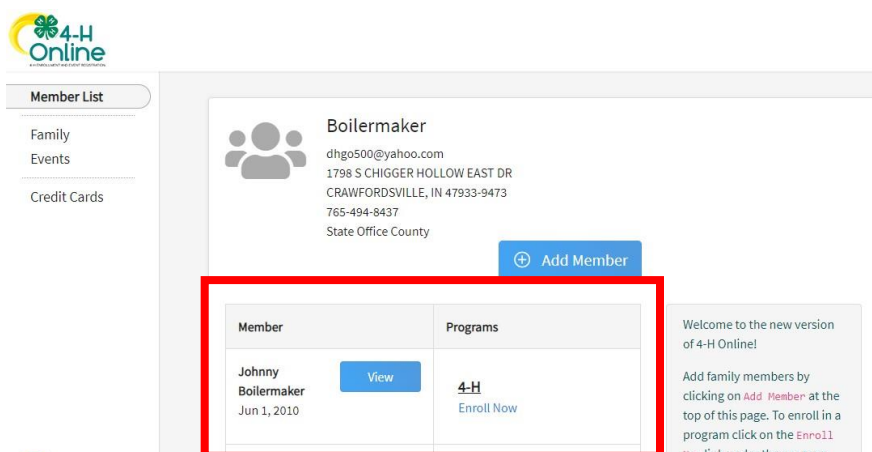 4-H
Online
Member List
Family
Events
Credit Cards
Boilermaker
dhgo500@yahoo.com
1798 S CHIGGER HOLLOW EAST DR
CRAWFORDSVILLE, IN 47933-9473
765-494-8437
State Office County
Add Member
Member Programs
Johnny
Boilermaker
Jun 1, 2010
View
4-H
Enroll Now
Welcome to the new version
of 4-H Online!
Add family members by
clicking on Add Member at the
top of this page. To enroll in a
program click on the Enroll